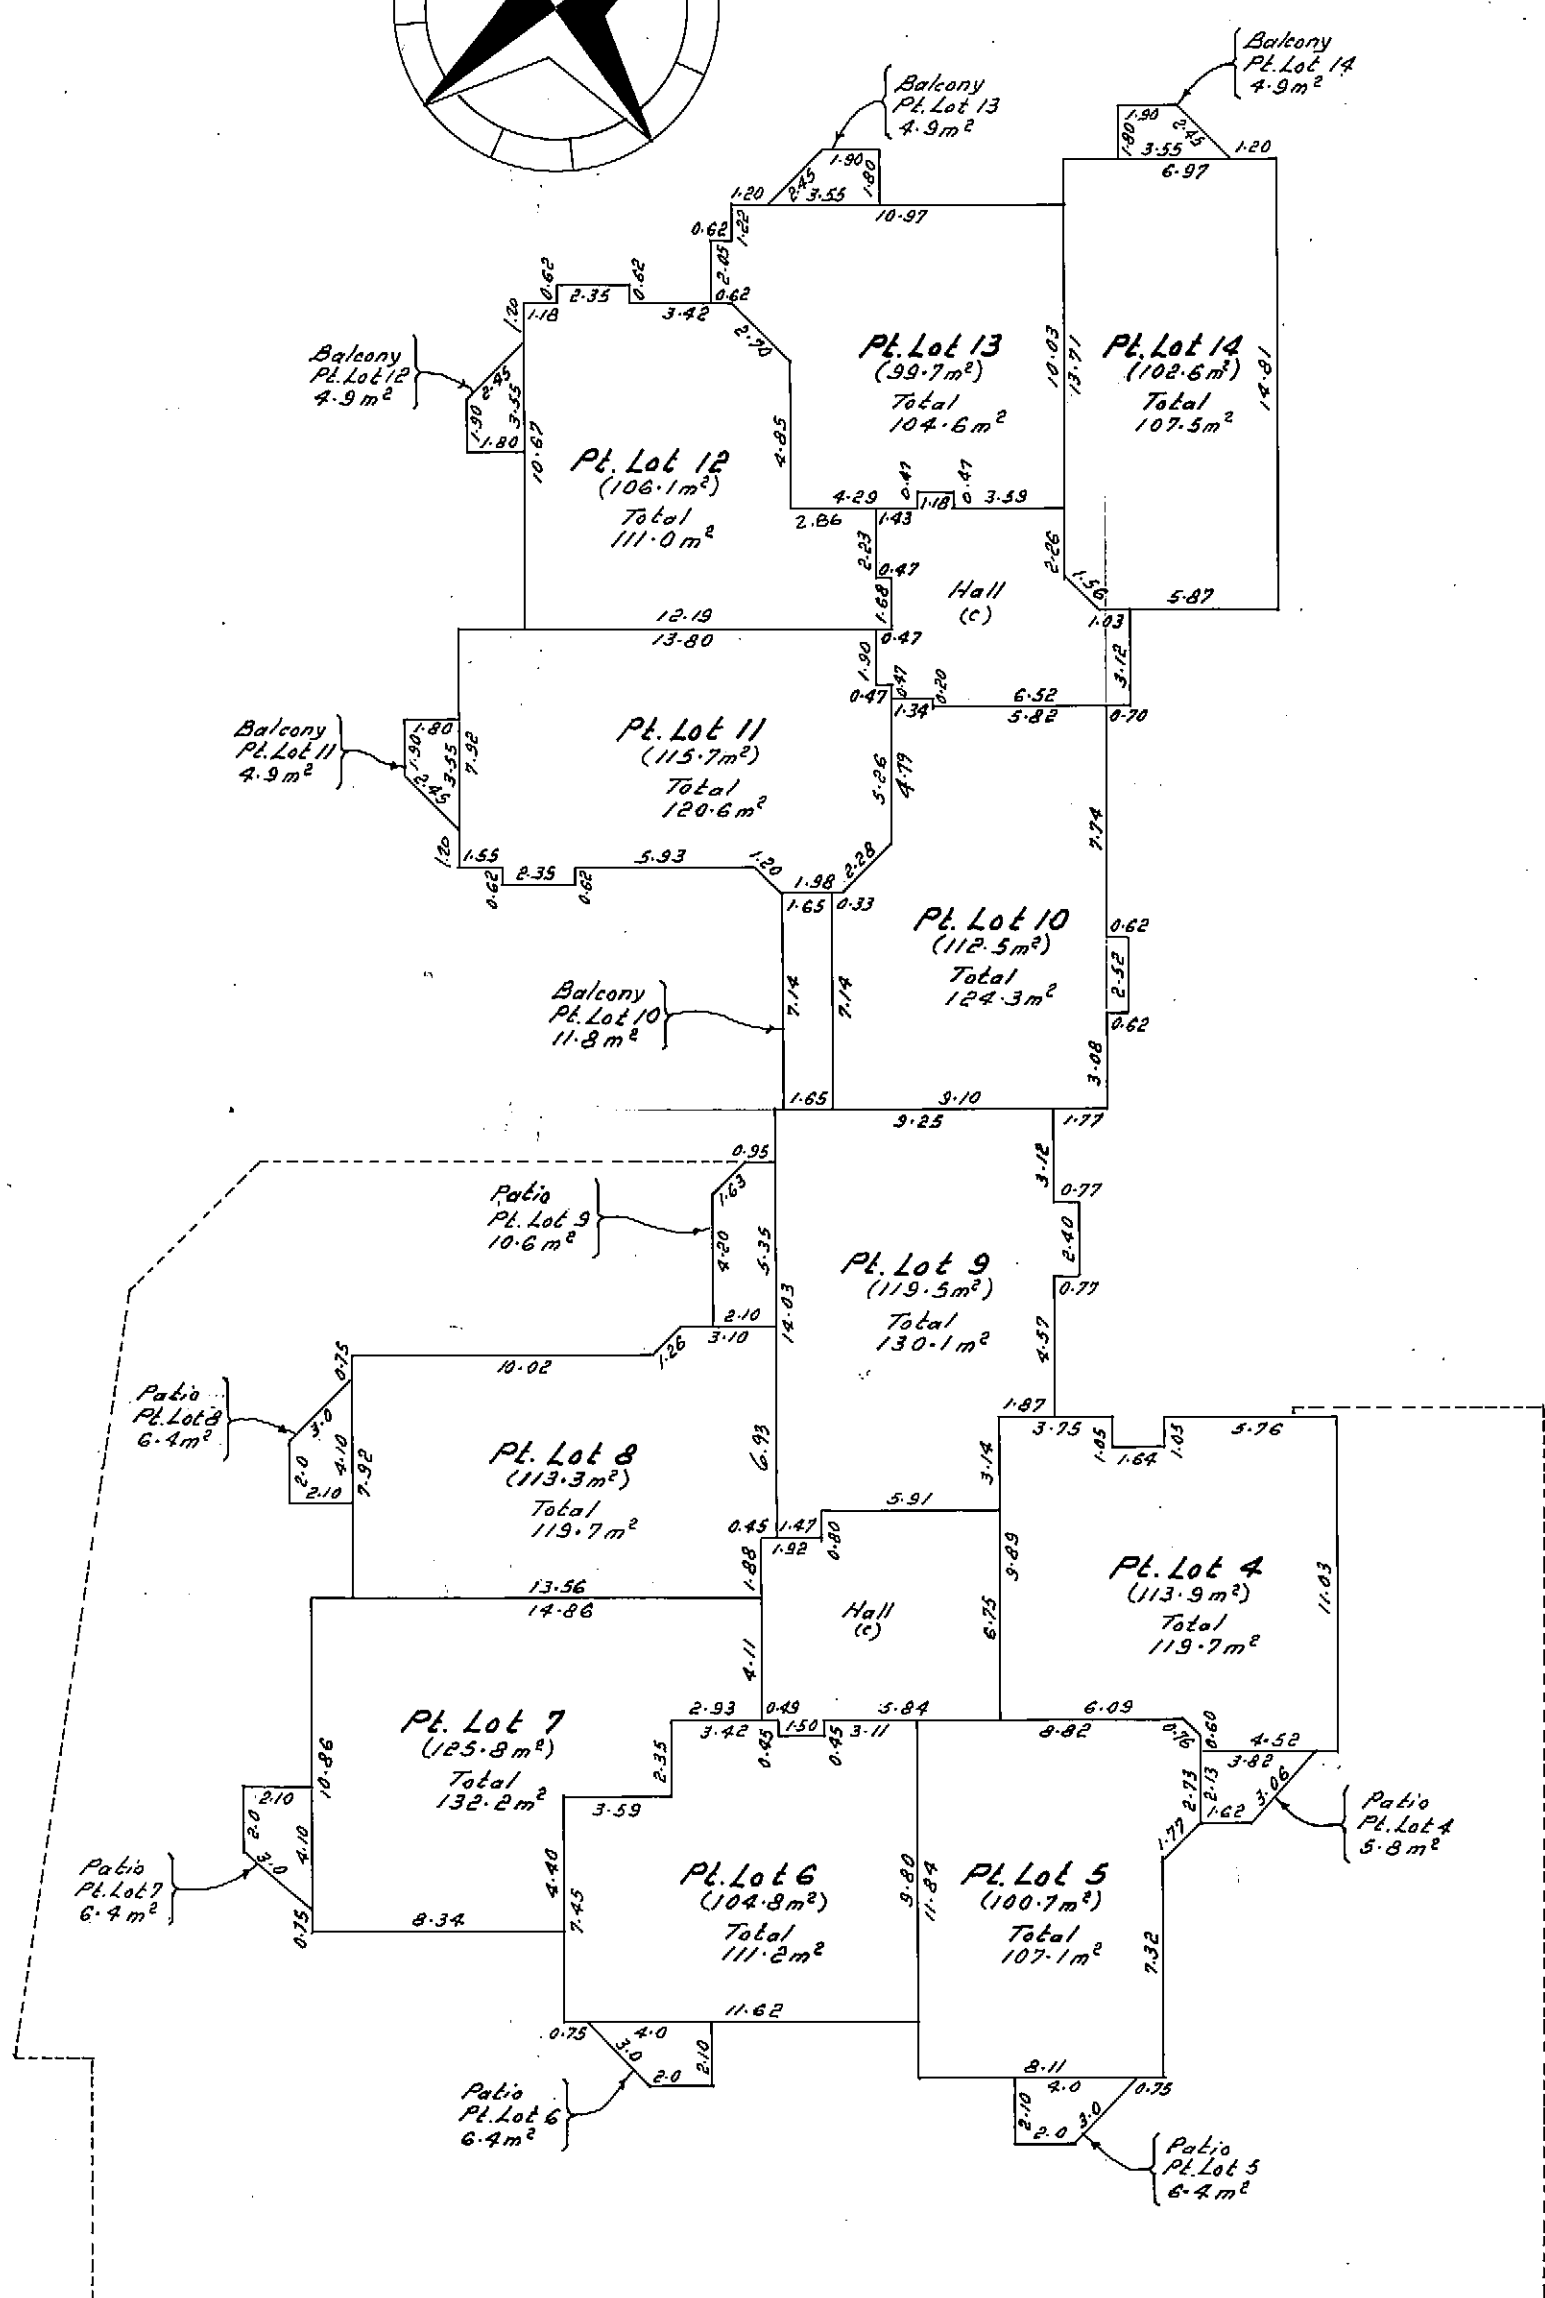 Balcony
Pt. Lot 14
4.9m²
1.90
2.45
1.80
3.55
1.20
6.97
Balcony
Pt. Lot 13
4.9m²
1.90
2.45
3.55
1.80
1.20
10.97
0.62
1.22
2.05
0.62
0.62
2.35
0.62
3.42
1.20
1.18
2.70
Balcony
Pt. Lot 12
4.9m²
2.45
3.55
1.90
1.80
10.67
Pt. Lot 13
(99.7m²)
Total
104.6m²
10.03
13.71
Pt. Lot 14
(102.6m²)
Total
107.5m²
14.81
Pt. Lot 12
(106.1m²)
Total
111.0m²
4.85
4.29
0.47
1.18
0.47
3.59
2.86
1.43
2.23
0.47
1.68
2.26
1.56
Hall
(c)
5.87
1.03
3.12
12.19
13.80
0.47
1.90
0.47
0.47
1.34
0.20
6.52
5.82
0.70
Balcony
Pt. Lot 11
4.9m²
1.80
1.90
3.55
2.45
7.92
Pt. Lot 11
(115.7m²)
Total
120.6m²
5.26
4.79
7.74
1.20
1.55
0.62
2.35
0.62
5.93
1.20
1.98
2.28
1.65
0.33
Pt. Lot 10
(112.5m²)
Total
124.3m²
0.62
2.52
0.62
Balcony
Pt. Lot 10
11.8m²
7.14
7.14
3.08
1.65
9.10
9.25
1.77
0.95
1.63
3.12
0.77
2.40
0.77
Patio
Pt. Lot 9
10.6m²
4.20
5.35
2.10
3.10
14.03
Pt. Lot 9
(119.5m²)
Total
130.1m²
4.57
0.75
10.02
1.26
Patio
Pt. Lot 8
6.4m²
3.0
4.10
2.0
2.10
7.92
Pt. Lot 8
(113.3m²)
Total
119.7m²
6.93
1.87
3.75
1.05
1.64
1.05
5.76
3.14
5.91
0.45
1.47
1.92
0.80
1.88
9.89
Pt. Lot 4
(113.9m²)
Total
119.7m²
11.03
13.56
14.86
Hall
(c)
6.75
4.11
2.93
3.42
0.49
0.45
1.50
0.45
5.84
3.11
6.09
8.82
0.60
4.52
3.82
Pt. Lot 7
(125.8m²)
Total
132.2m²
10.86
2.35
3.59
2.73
2.13
1.62
3.06
1.77
Patio
Pt. Lot 4
5.8m²
2.10
2.0
4.10
3.0
0.75
Patio
Pt. Lot 7
6.4m²
8.34
4.40
7.45
Pt. Lot 6
(104.8m²)
Total
111.2m²
9.80
11.84
Pt. Lot 5
(100.7m²)
Total
107.1m²
7.32
11.62
0.75
4.0
3.0
2.0
2.10
Patio
Pt. Lot 6
6.4m²
8.11
4.0
0.75
2.10
2.0
3.0
Patio
Pt. Lot 5
6.4m²